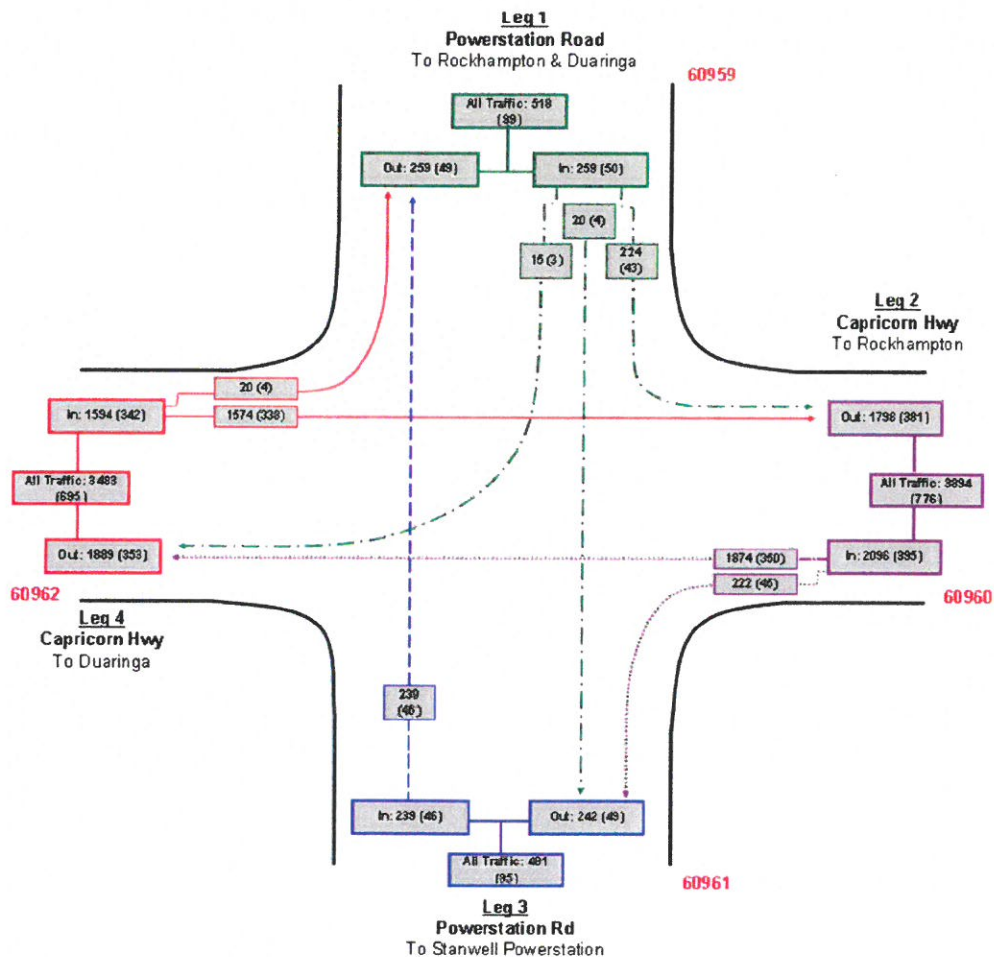 Leg 1
Powerstation Road
To Rockhampton & Duaringa
60959
All Traffic: 518
(99)
Out: 259 (49)
In: 259 (50)
20 (4)
15 (3)
224
(43)
Leg 2
Capricorn Hwy
To Rockhampton
20 (4)
In: 1594 (342)
1574 (338)
Out: 1798 (381)
All Traffic: 3483
(695)
All Traffic: 3894
(776)
Out: 1889 (353)
1874 (350)
In: 2096 (395)
222 (45)
60962
60960
Leg 4
Capricorn Hwy
To Duaringa
239
(46)
In: 239 (46)
Out: 242 (49)
All Traffic: 481
(95)
60961
Leg 3
Powerstation Rd
To Stanwell Powerstation